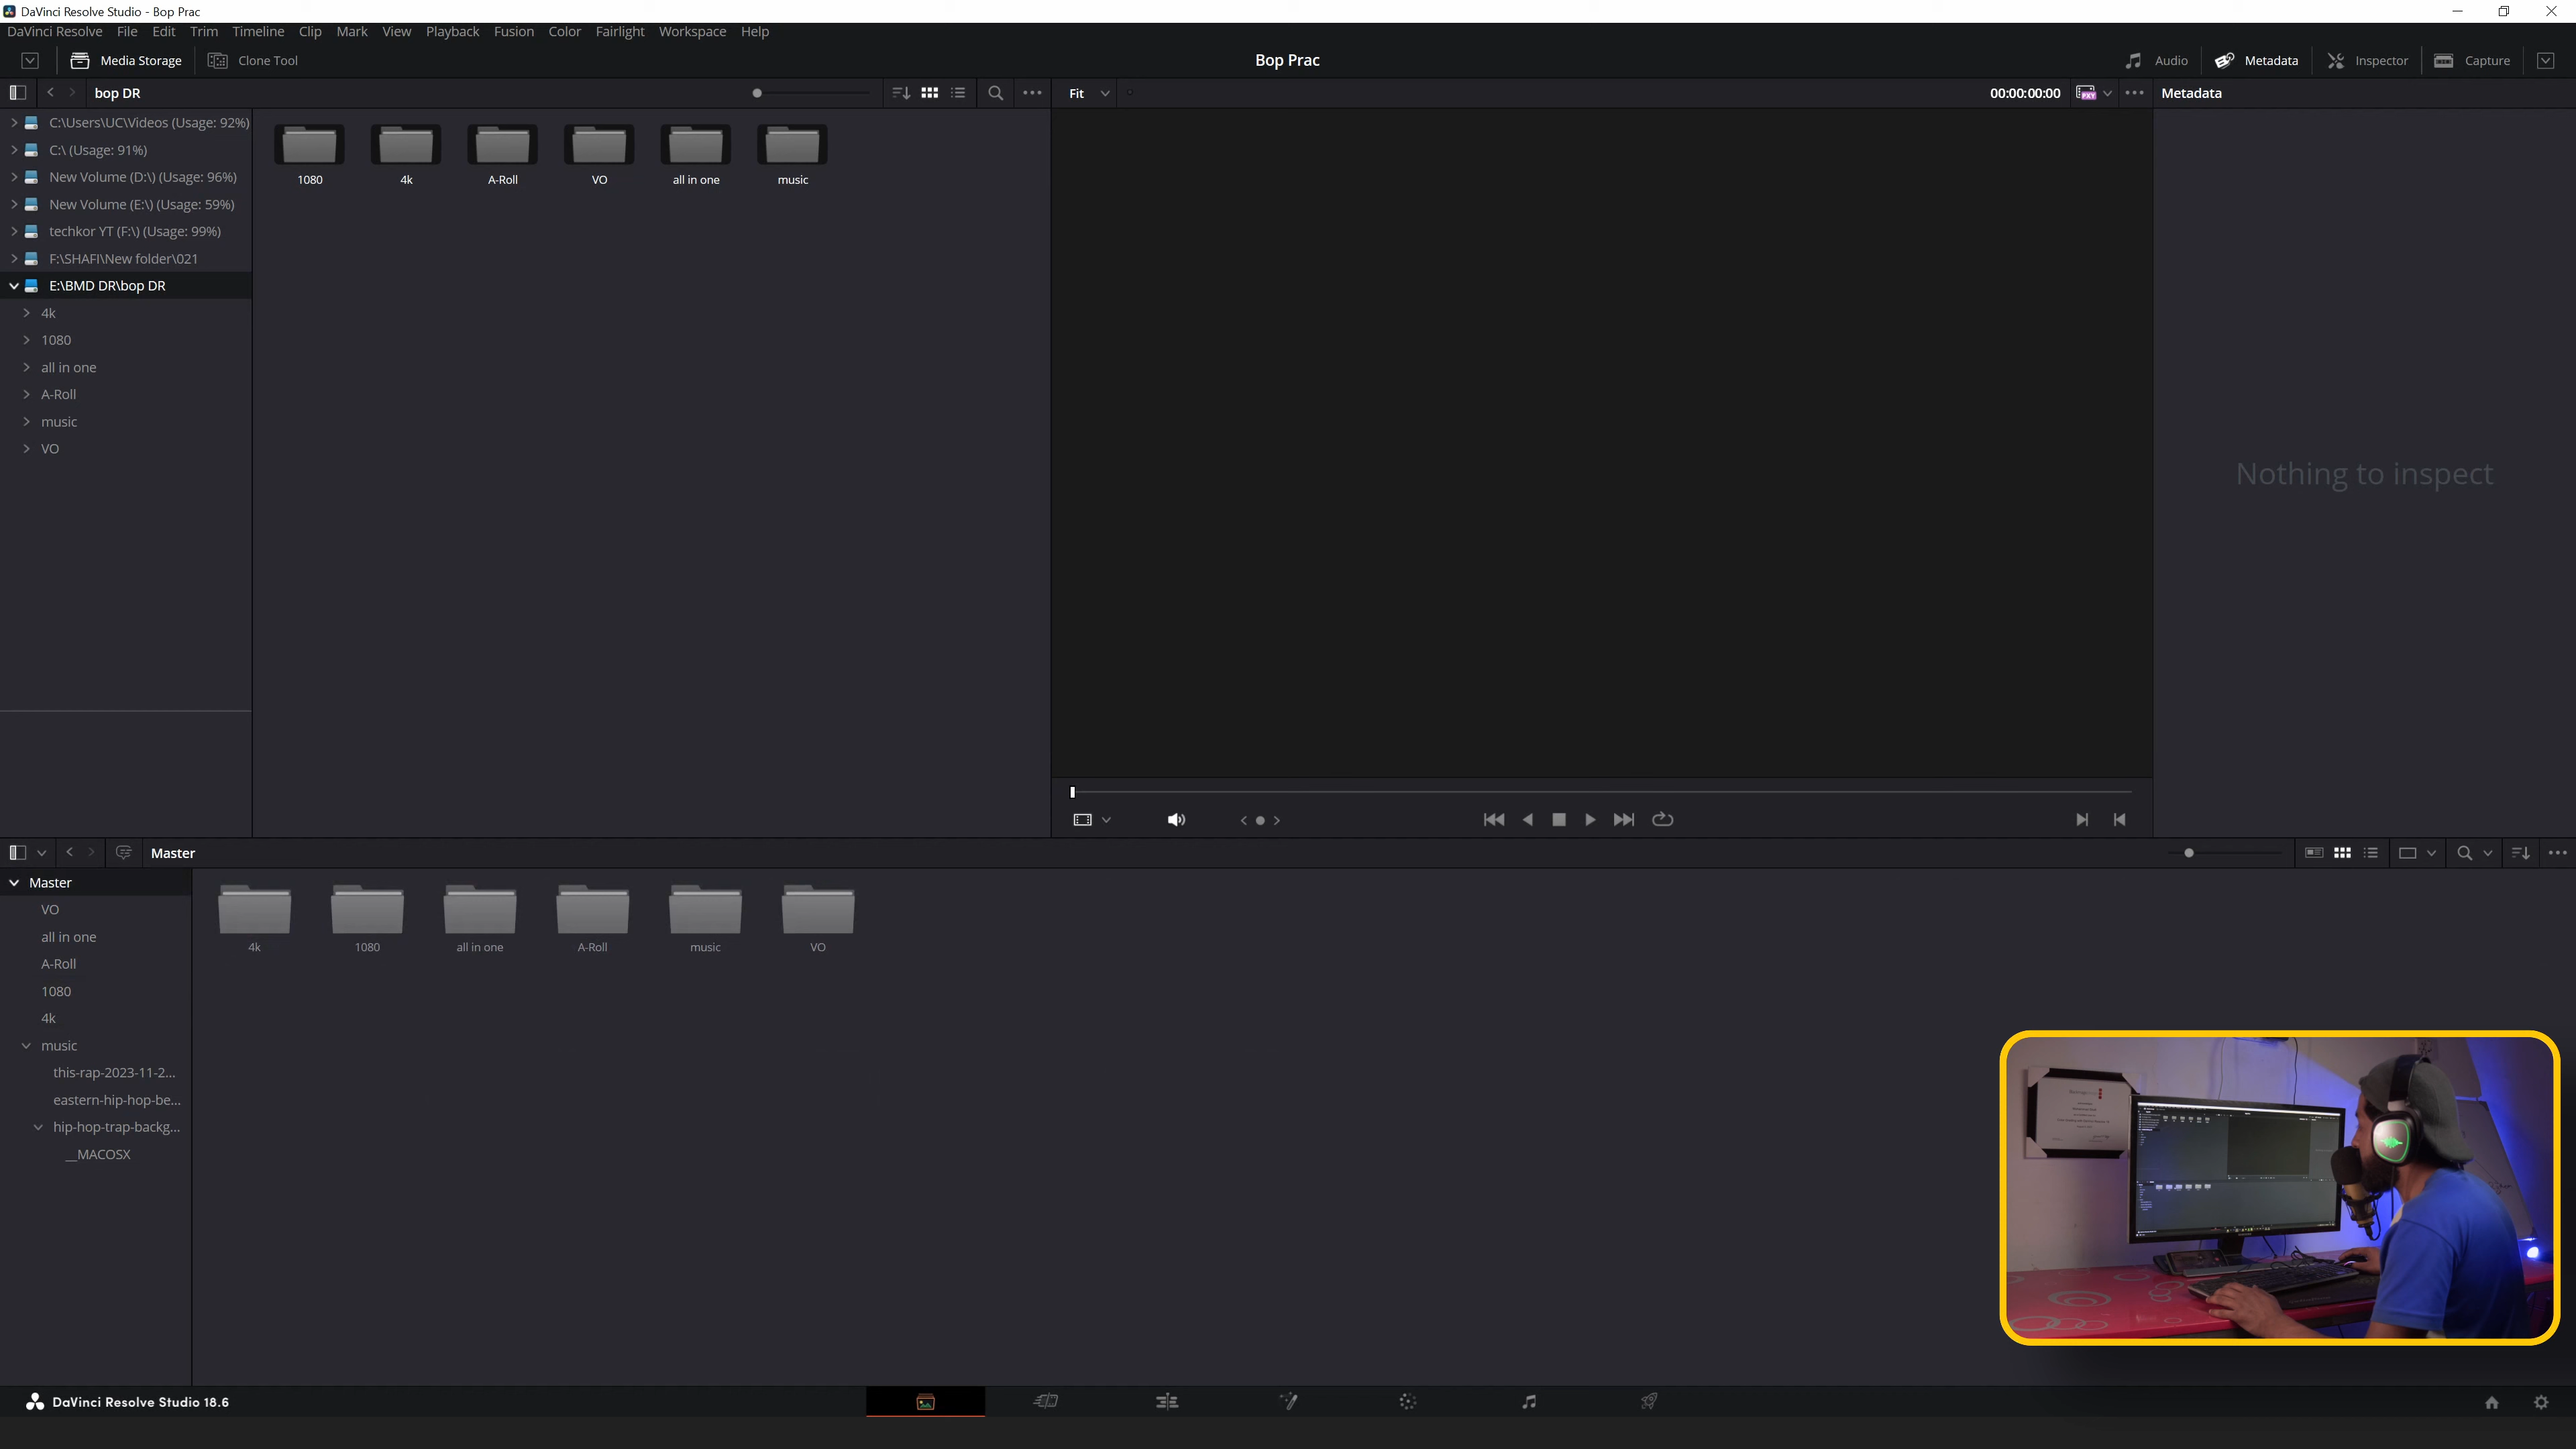 DaVinci Resolve Studio - Bop Prac
DaVinci Resolve File Edit Trim Timeline Clip Mark View Playback Fusion Color Fairlight Workspace Help
Media Storage Clone Tool Bop Prac Audio Metadata Inspector Capture
bop DR Fit 00:00:00:00 Metadata
C:\Users\UC\Videos (Usage: 92%)
C:\ (Usage: 91%)
New Volume (D:\) (Usage: 96%)
New Volume (E:\) (Usage: 59%)
techkor YT (F:\) (Usage: 99%)
F:\SHAFI\New folder\021
E:\BMD DR\bop DR
4k
1080
all in one
A-Roll
music
VO
1080 4k A-Roll VO all in one music
Nothing to inspect
Master
Master
VO
all in one
A-Roll
1080
4k
music
this-rap-2023-11-2...
eastern-hip-hop-be...
hip-hop-trap-backg...
__MACOSX
4k 1080 all in one A-Roll music VO
DaVinci Resolve Studio 18.6